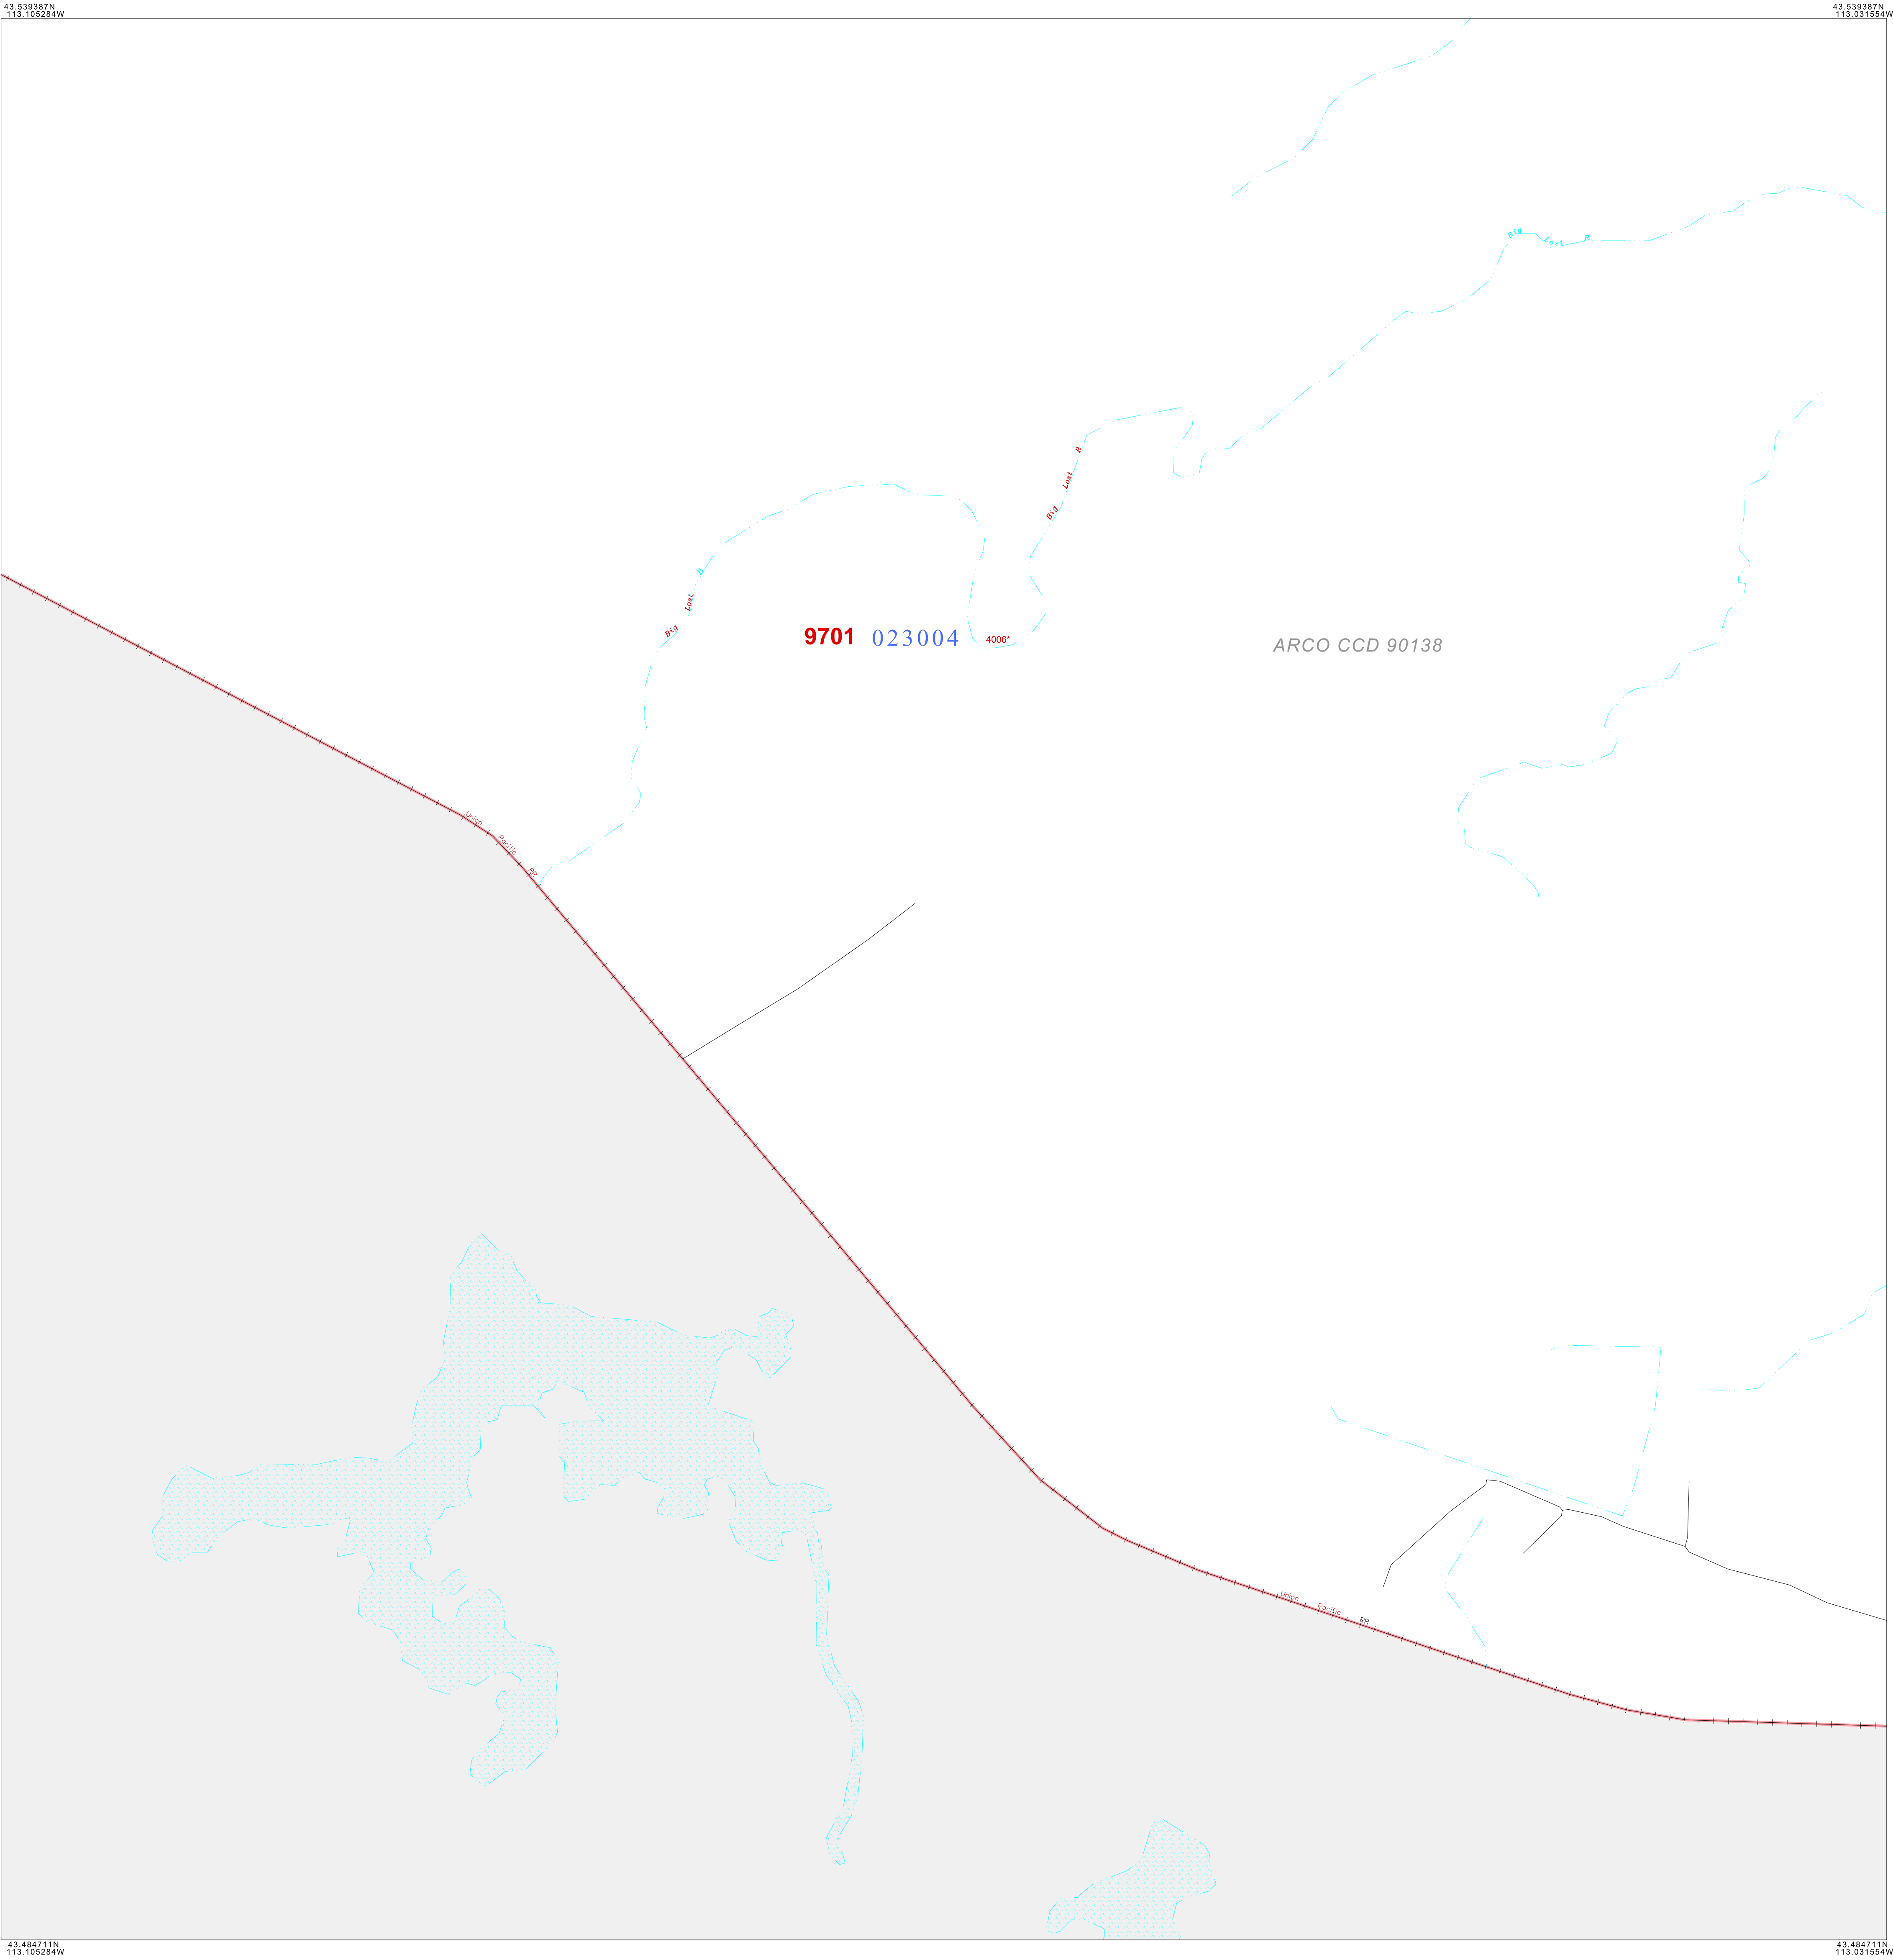 43.539387N
113.105284W
43.539387N
113.031554W
Big Lost R
Big Lost R
Big Lost R
9701 023004 4006*
ARCO CCD 90138
Union Pacific RR
Union Pacific RR
43.484711N
113.105284W
43.484711N
113.031554W